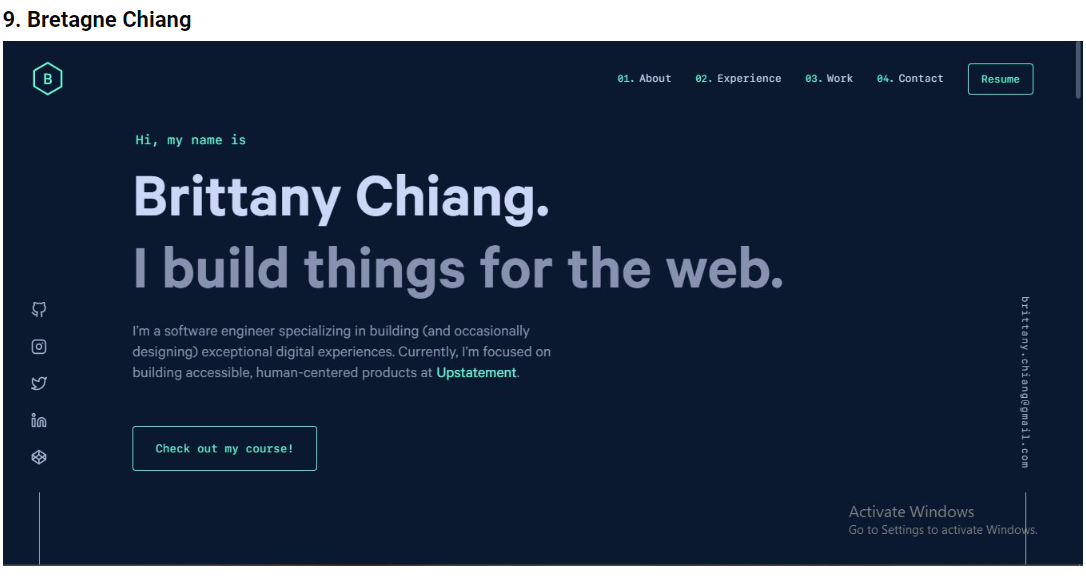 9. Bretagne Chiang
B
01. About 02. Experience 03. Work 04. Contact Resume
Hi, my name is
Brittany Chiang.
I build things for the web.
I'm a software engineer specializing in building (and occasionally
designing) exceptional digital experiences. Currently, I'm focused on
building accessible, human-centered products at Upstatement.
Check out my course!
brittany.chiang@gmail.com
Activate Windows
Go to Settings to activate Windows.